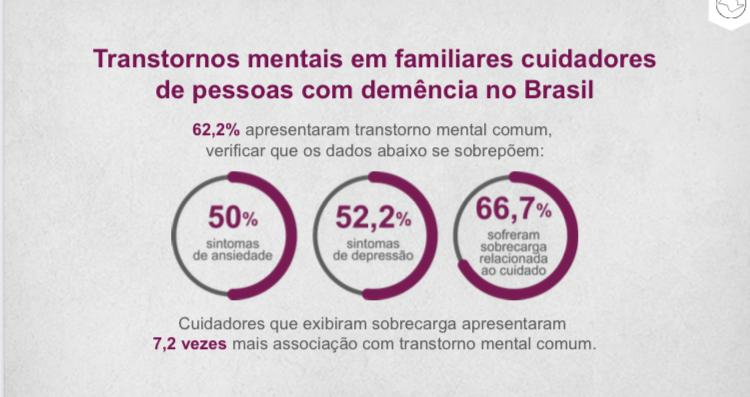 Transtornos mentais em familiares cuidadores
de pessoas com demência no Brasil
62,2% apresentaram transtorno mental comum,
verificar que os dados abaixo se sobrepõem:
50%
sintomas
de ansiedade
52,2%
sintomas
de depressão
66,7%
sofreram
sobrecarga
relacionada
ao cuidado
Cuidadores que exibiram sobrecarga apresentaram
7,2 vezes mais associação com transtorno mental comum.